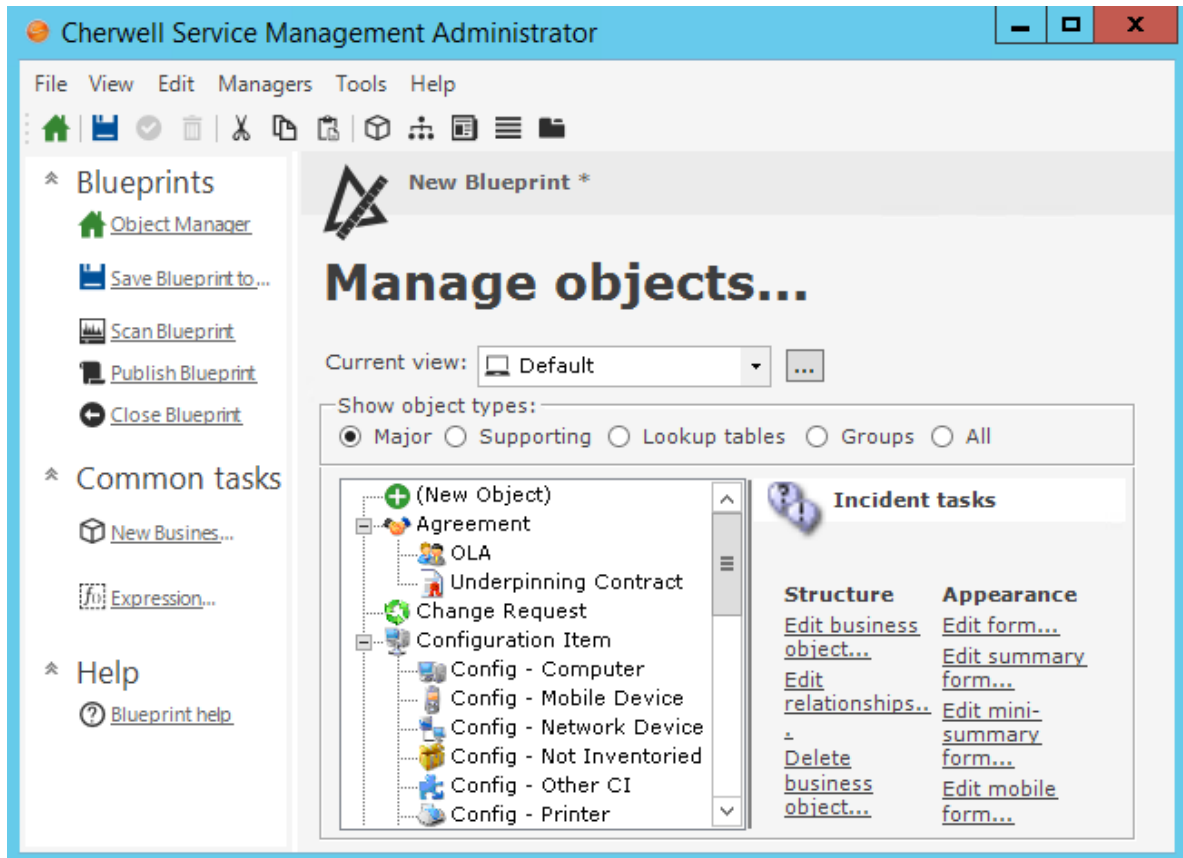 Cherwell Service Management Administrator
File View Edit Managers Tools Help
Blueprints
Object Manager
Save Blueprint to...
Scan Blueprint
Publish Blueprint
Close Blueprint
Common tasks
New Busines...
Expression...
Help
Blueprint help
New Blueprint *
Manage objects...
Current view: Default ...
Show object types:
Major Supporting Lookup tables Groups All
(New Object)
Agreement
OLA
Underpinning Contract
Change Request
Configuration Item
Config - Computer
Config - Mobile Device
Config - Network Device
Config - Not Inventoried
Config - Other CI
Config - Printer
Incident tasks
Structure
Edit business
object...
Edit
relationships..
.
Delete
business
object...
Appearance
Edit form...
Edit summary
form...
Edit mini-
summary
form...
Edit mobile
form...